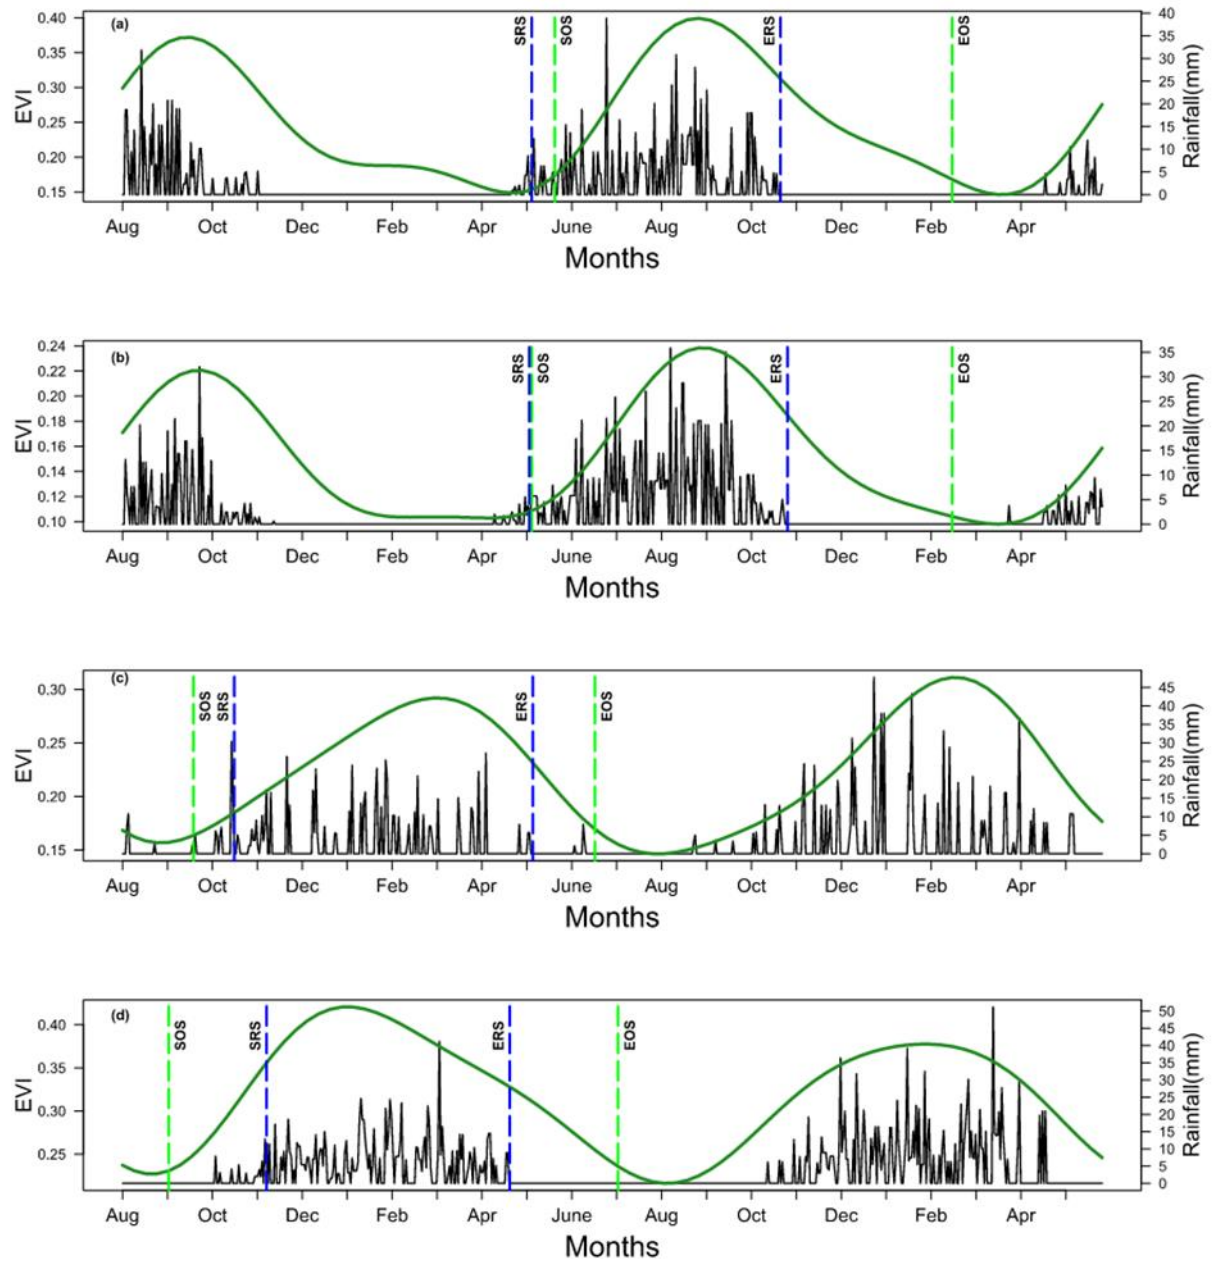 (a)
SRS SOS ERS EOS
EVI
0.40
0.35
0.30
0.25
0.20
0.15
40
35
30
25
20
15
10
5
0
Rainfall(mm)
Aug Oct Dec Feb Apr June Aug Oct Dec Feb Apr
Months
(b)
SRS SOS ERS EOS
EVI
0.24
0.22
0.20
0.18
0.16
0.14
0.12
0.10
35
30
25
20
15
10
5
0
Rainfall(mm)
Aug Oct Dec Feb Apr June Aug Oct Dec Feb Apr
Months
(c)
SOS SRS ERS EOS
EVI
0.30
0.25
0.20
0.15
45
40
35
30
25
20
15
10
5
0
Rainfall(mm)
Aug Oct Dec Feb Apr June Aug Oct Dec Feb Apr
Months
(d)
SOS SRS ERS EOS
EVI
0.40
0.35
0.30
0.25
50
45
40
35
30
25
20
15
10
5
0
Rainfall(mm)
Aug Oct Dec Feb Apr June Aug Oct Dec Feb Apr
Months